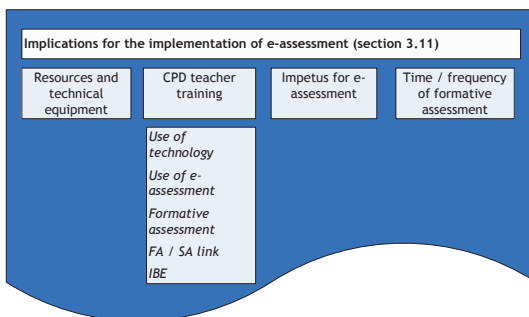 Implications for the implementation of e-assessment (section 3.11)
Resources and
technical
equipment
CPD teacher
training
Impetus for e-
assessment
Time / frequency
of formative
assessment
Use of
technology
Use of e-
assessment
Formative
assessment
FA / SA link
IBE